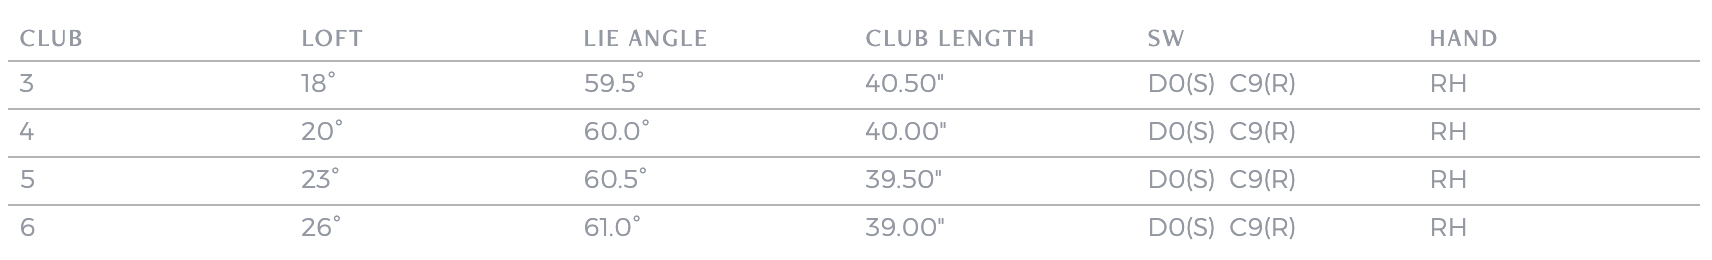 CLUB LOFT LIE ANGLE CLUB LENGTH SW HAND
3 18° 59.5° 40.50" D0(S) C9(R) RH
4 20° 60.0° 40.00" D0(S) C9(R) RH
5 23° 60.5° 39.50" D0(S) C9(R) RH
6 26° 61.0° 39.00" D0(S) C9(R) RH